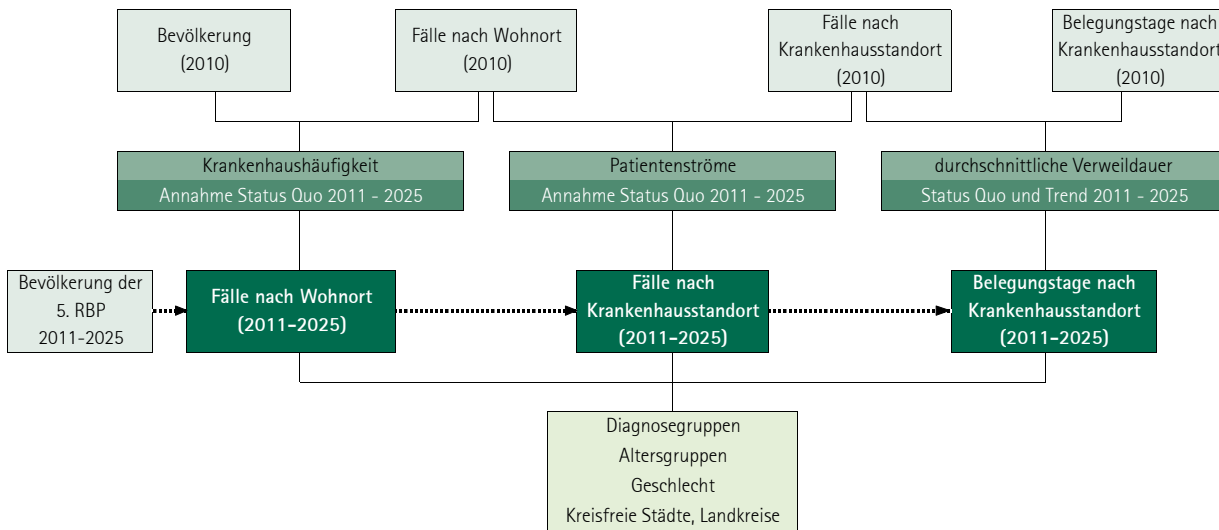 Bevölkerung
(2010)
Fälle nach Wohnort
(2010)
Fälle nach
Krankenhausstandort
(2010)
Belegungstage nach
Krankenhausstandort
(2010)
Krankenhaushäufigkeit
Annahme Status Quo 2011 - 2025
Patientenströme
Annahme Status Quo 2011 - 2025
durchschnittliche Verweildauer
Status Quo und Trend 2011 - 2025
Bevölkerung der
5. RBP
2011-2025
Fälle nach Wohnort
(2011-2025)
Fälle nach
Krankenhausstandort
(2011-2025)
Belegungstage nach
Krankenhausstandort
(2011-2025)
Diagnosegruppen
Altersgruppen
Geschlecht
Kreisfreie Städte, Landkreise